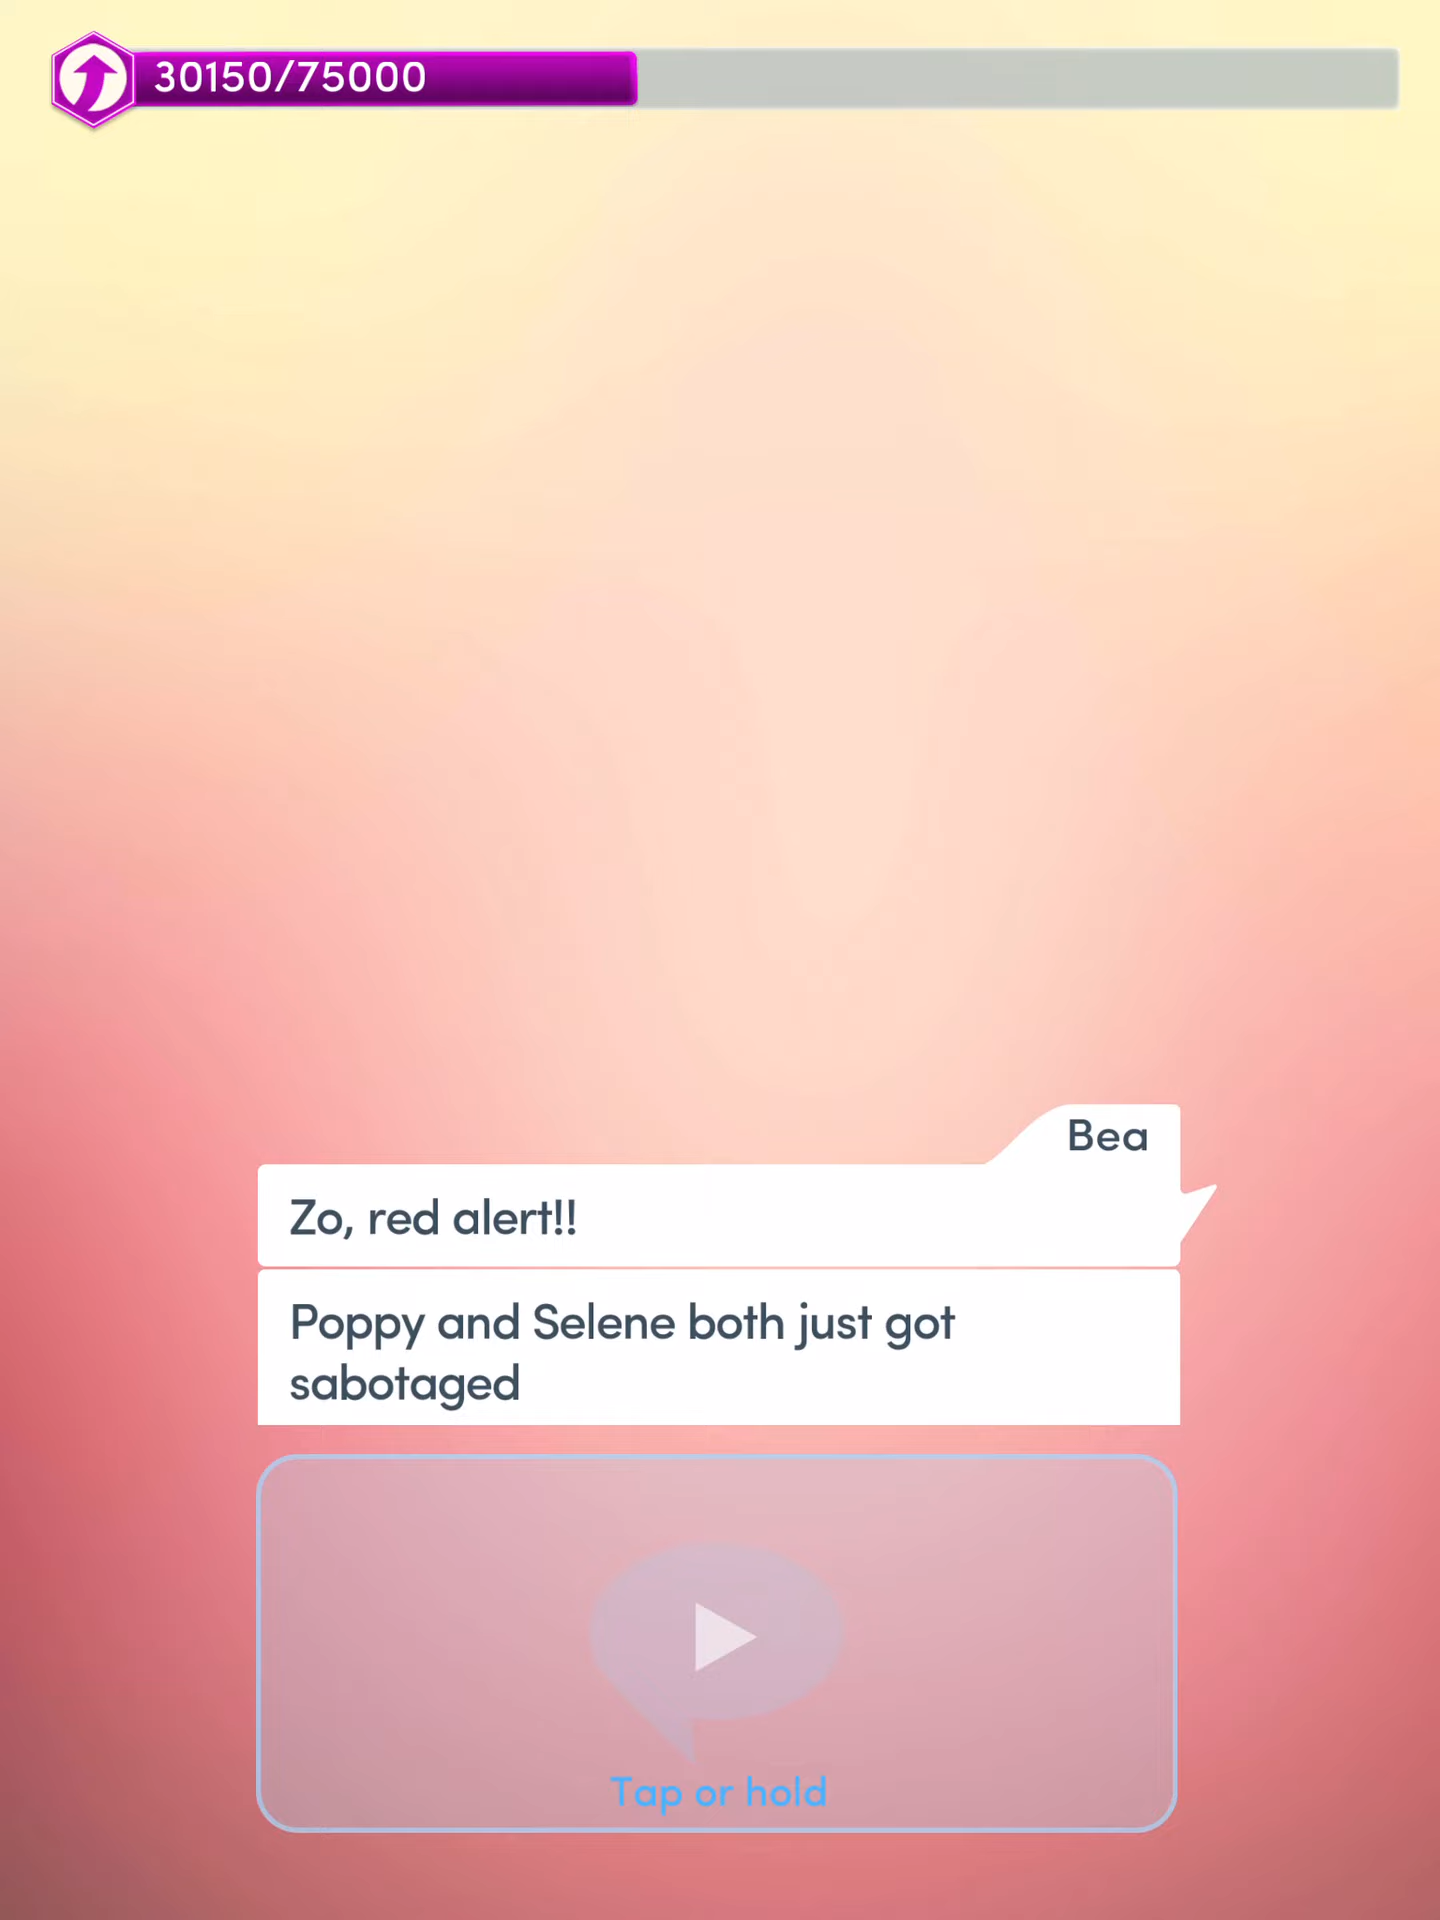 30150/75000
Bea
Zo, red alert!!
Poppy and Selene both just got
sabotaged
Tap or hold